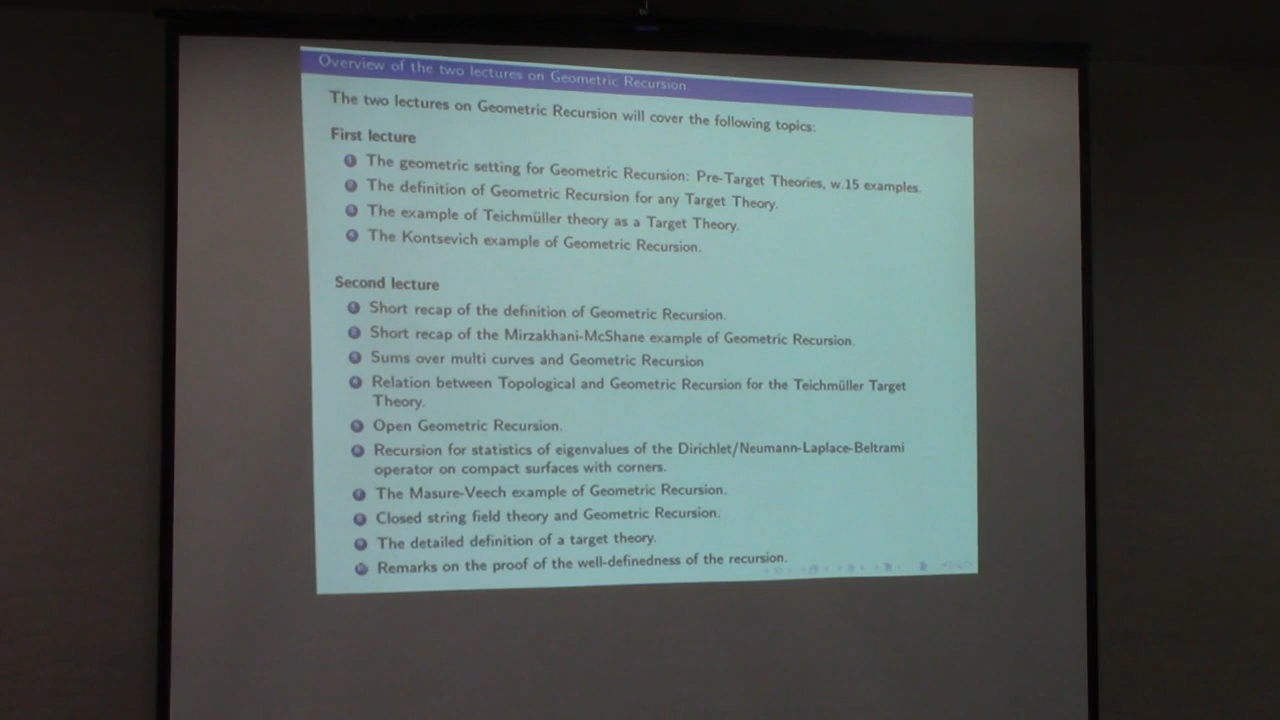 Overview of the two lectures on Geometric Recursion
The two lectures on Geometric Recursion will cover the following topics:
First lecture
The geometric setting for Geometric Recursion: Pre-Target Theories, w.15 examples.
The definition of Geometric Recursion for any Target Theory.
The example of Teichmüller theory as a Target Theory.
The Kontsevich example of Geometric Recursion.
Second lecture
Short recap of the definition of Geometric Recursion.
Short recap of the Mirzakhani-McShane example of Geometric Recursion.
Sums over multi curves and Geometric Recursion
Relation between Topological and Geometric Recursion for the Teichmüller Target
Theory.
Open Geometric Recursion.
Recursion for statistics of eigenvalues of the Dirichlet/Neumann-Laplace-Beltrami
operator on compact surfaces with corners.
The Masure-Veech example of Geometric Recursion.
Closed string field theory and Geometric Recursion.
The detailed definition of a target theory.
Remarks on the proof of the well-definedness of the recursion.